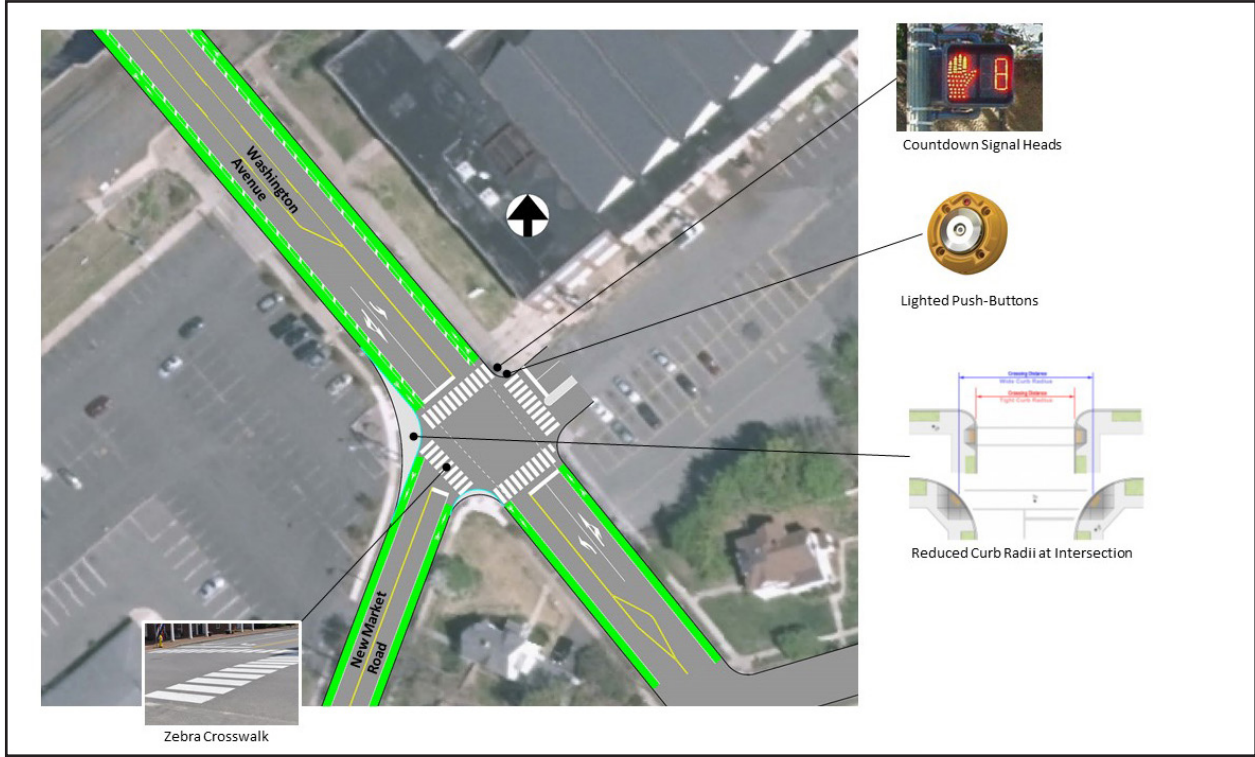 Washington
Avenue
8
Countdown Signal Heads
Lighted Push-Buttons
Crossing Distance
Wide Curb Radius
Crossing Distance
Tight Curb Radius
Reduced Curb Radii at Intersection
New Market
Road
Zebra Crosswalk